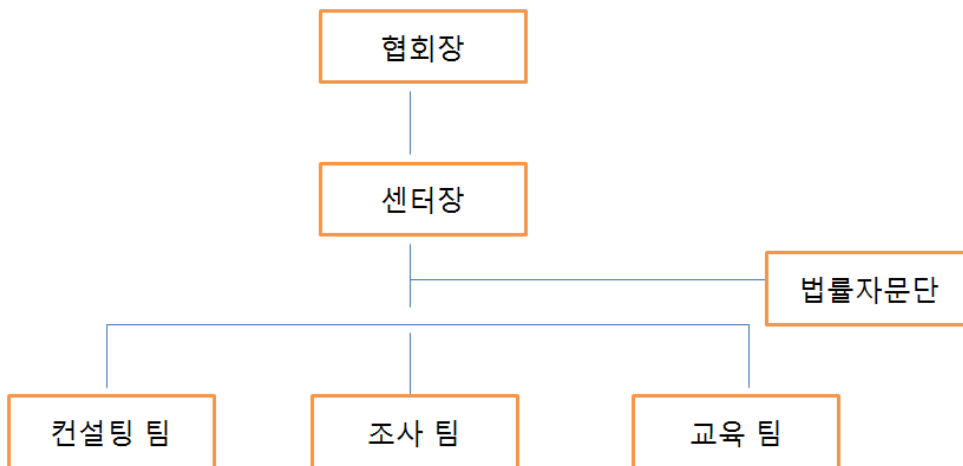 협회장
센터장
법률자문단
컨설팅 팀
조사 팀
교육 팀